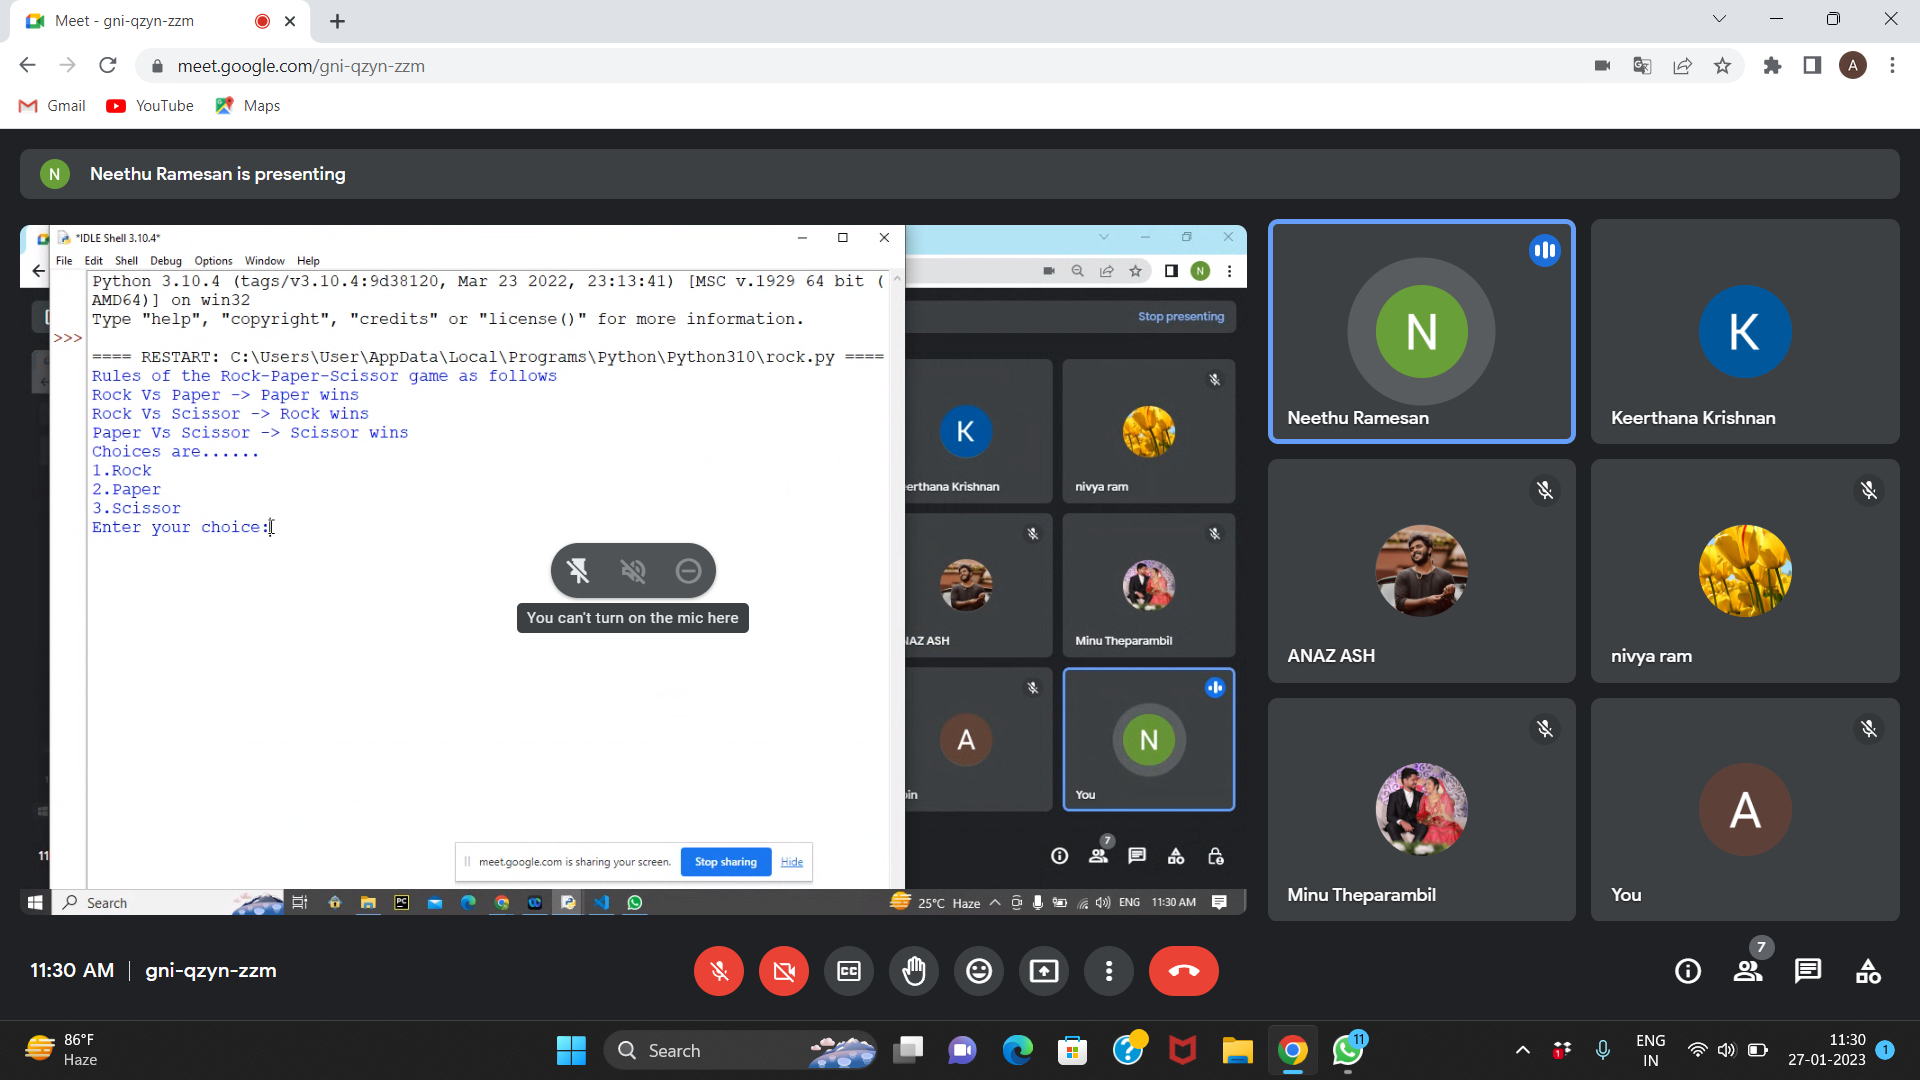 Meet - gni-qzyn-zzm
meet.google.com/gni-qzyn-zzm
A
Gmail
YouTube
Maps
N
Neethu Ramesan is presenting
*IDLE Shell 3.10.4*
File Edit Shell Debug Options Window Help
Python 3.10.4 (tags/v3.10.4:9d38120, Mar 23 2022, 23:13:41) [MSC v.1929 64 bit (
AMD64)] on win32
Type "help", "copyright", "credits" or "license()" for more information.
>>>
==== RESTART: C:\Users\User\AppData\Local\Programs\Python\Python310\rock.py ====
Rules of the Rock-Paper-Scissor game as follows
Rock Vs Paper -> Paper wins
Rock Vs Scissor -> Rock wins
Paper Vs Scissor -> Scissor wins
Choices are......
1.Rock
2.Paper
3.Scissor
Enter your choice:
You can't turn on the mic here
meet.google.com is sharing your screen. Stop sharing Hide
11
N
Stop presenting
K
erthana Krishnan
nivya ram
AZ ASH
Minu Theparambil
A
in
N
You
7
Search
PC
25°C Haze
ENG
11:30 AM
N
Neethu Ramesan
K
Keerthana Krishnan
ANAZ ASH
nivya ram
Minu Theparambil
A
You
11:30 AM | gni-qzyn-zzm
CC
7
86°F
Haze
Search
11
1
ENG
IN
11:30
27-01-2023
1